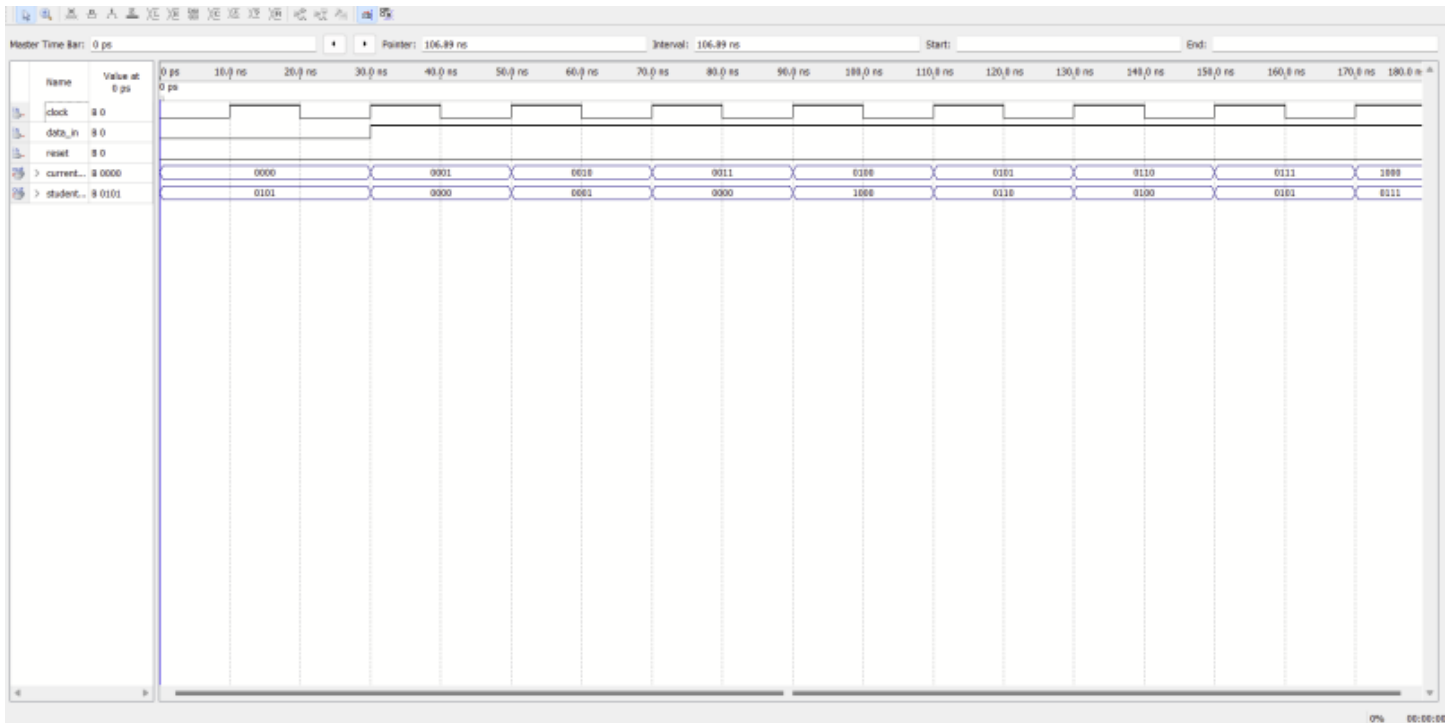 Master Time Bar: 0 ps Pointer: 106.89 ns Interval: 106.89 ns Start: End:
Name Value at 0 ps
0 ps 10.0 ns 20.0 ns 30.0 ns 40.0 ns 50.0 ns 60.0 ns 70.0 ns 80.0 ns 90.0 ns 100.0 ns 110.0 ns 120.0 ns 130.0 ns 140.0 ns 150.0 ns 160.0 ns 170.0 ns 180.0 n
0 ps
clock B 0
data_in B 0
reset B 0
> current... B 0000 0000 0001 0010 0011 0100 0101 0110 0111 1000
> student... B 0101 0101 0000 0001 0000 1000 0110 0100 0101 0111
0% 00:00:00